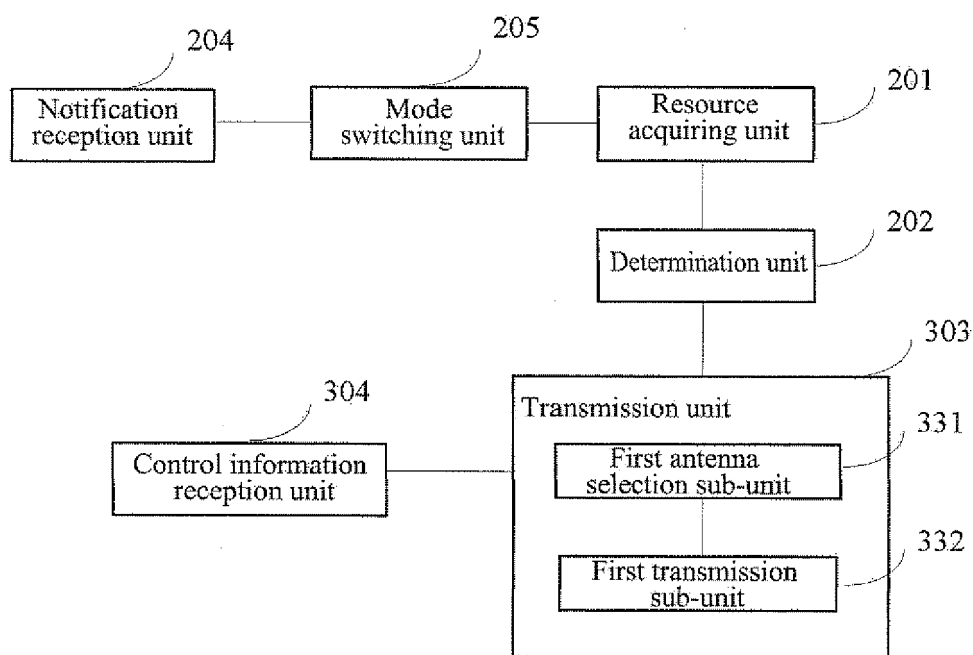 204
205
201
Notification
reception unit
Mode
switching unit
Resource
acquiring unit
202
Determination unit
303
304
Transmission unit
331
Control information
reception unit
First antenna
selection sub-unit
332
First transmission
sub-unit